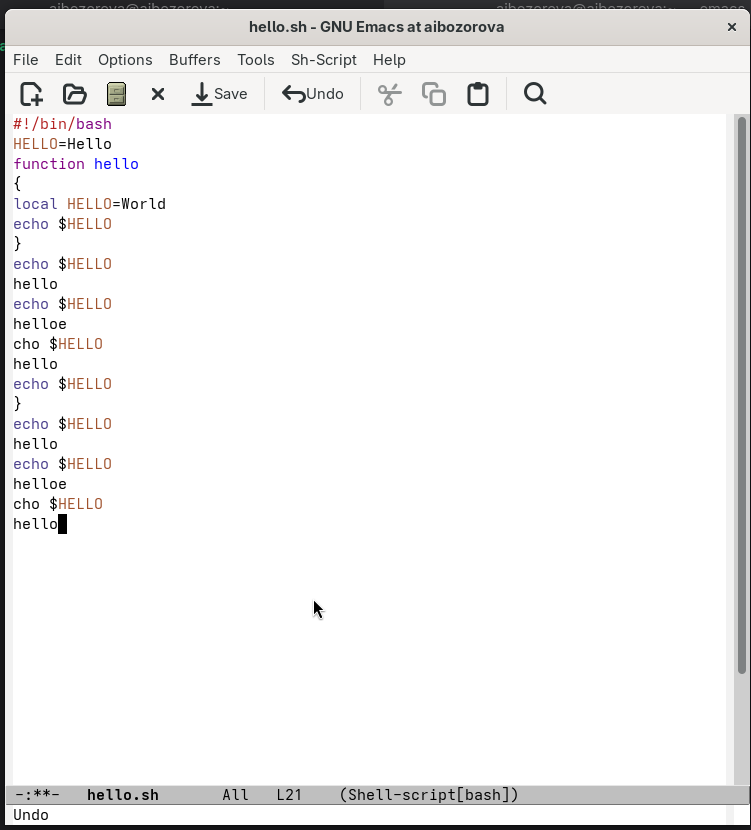 hello.sh - GNU Emacs at aibozorova
File Edit Options Buffers Tools Sh-Script Help
Save Undo
#!/bin/bash
HELLO=Hello
function hello
{
local HELLO=World
echo $HELLO
}
echo $HELLO
hello
echo $HELLO
helloe
cho $HELLO
hello
echo $HELLO
}
echo $HELLO
hello
echo $HELLO
helloe
cho $HELLO
hello
-:**- hello.sh All L21 (Shell-script[bash])
Undo